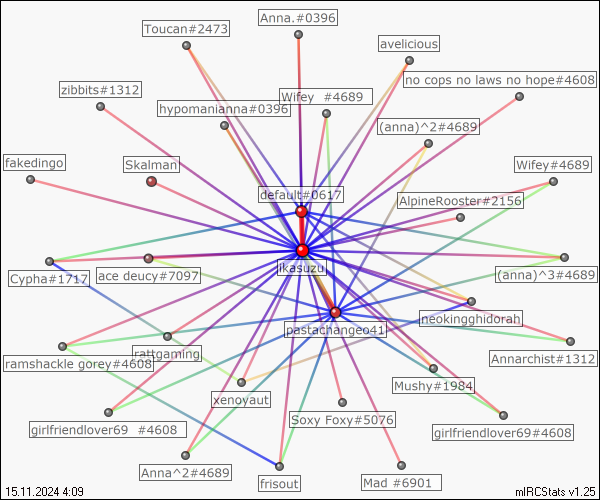 Anna.#0396
Toucan#2473
avelicious
no cops no laws no hope#4608
zibbits#1312
Wifey  #4689
hypomanianna#0396
(anna)^2#4689
fakedingo
Skalman
Wifey#4689
default#0617
AlpineRooster#2156
ikasuzu
(anna)^3#4689
Cypha#1717
ace deucy#7097
neokingghidorah
pastachangeo41
rattgaming
Annarchist#1312
ramshackle gorey#4608
Mushy#1984
xenoyaut
Soxy Foxy#5076
girlfriendlover69  #4608
girlfriendlover69#4608
Anna^2#4689
frisout
Mad #6901
15.11.2024 4:09
mIRCStats v1.25